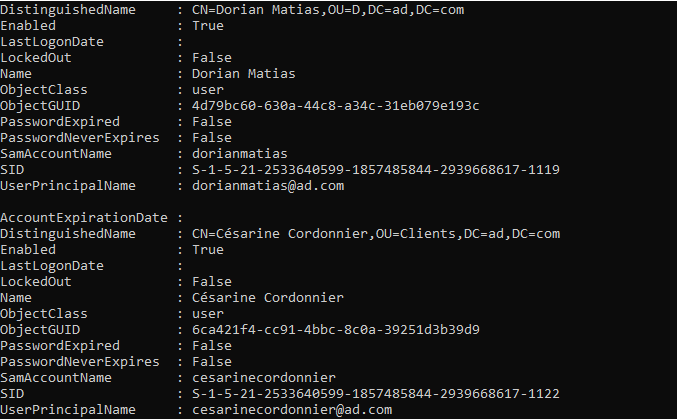 DistinguishedName     : CN=Dorian Matias,OU=D,DC=ad,DC=com
Enabled               : True
LastLogonDate         :
LockedOut             : False
Name                  : Dorian Matias
ObjectClass           : user
ObjectGUID            : 4d79bc60-630a-44c8-a34c-31eb079e193c
PasswordExpired       : False
PasswordNeverExpires  : False
SamAccountName        : dorianmatias
SID                   : S-1-5-21-2533640599-1857485844-2939668617-1119
UserPrincipalName     : dorianmatias@ad.com

AccountExpirationDate :
DistinguishedName     : CN=Césarine Cordonnier,OU=Clients,DC=ad,DC=com
Enabled               : True
LastLogonDate         :
LockedOut             : False
Name                  : Césarine Cordonnier
ObjectClass           : user
ObjectGUID            : 6ca421f4-cc91-4bbc-8c0a-39251d3b39d9
PasswordExpired       : False
PasswordNeverExpires  : False
SamAccountName        : cesarinecordonnier
SID                   : S-1-5-21-2533640599-1857485844-2939668617-1122
UserPrincipalName     : cesarinecordonnier@ad.com